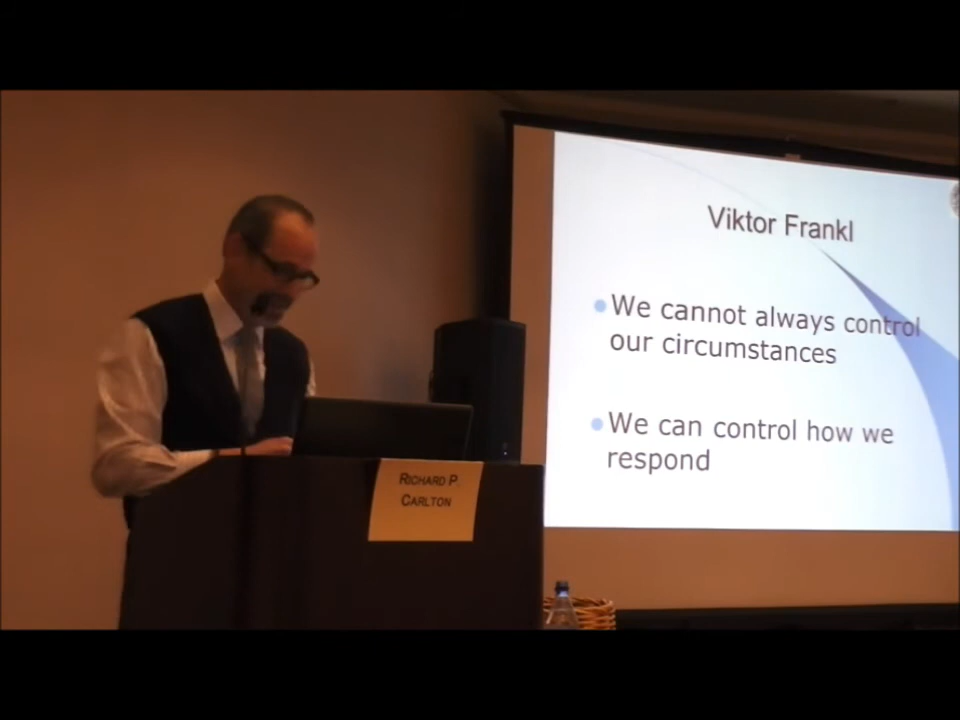 Viktor Frankl
We cannot always control
our circumstances
We can control how we
respond
RICHARD P.
CARLTON